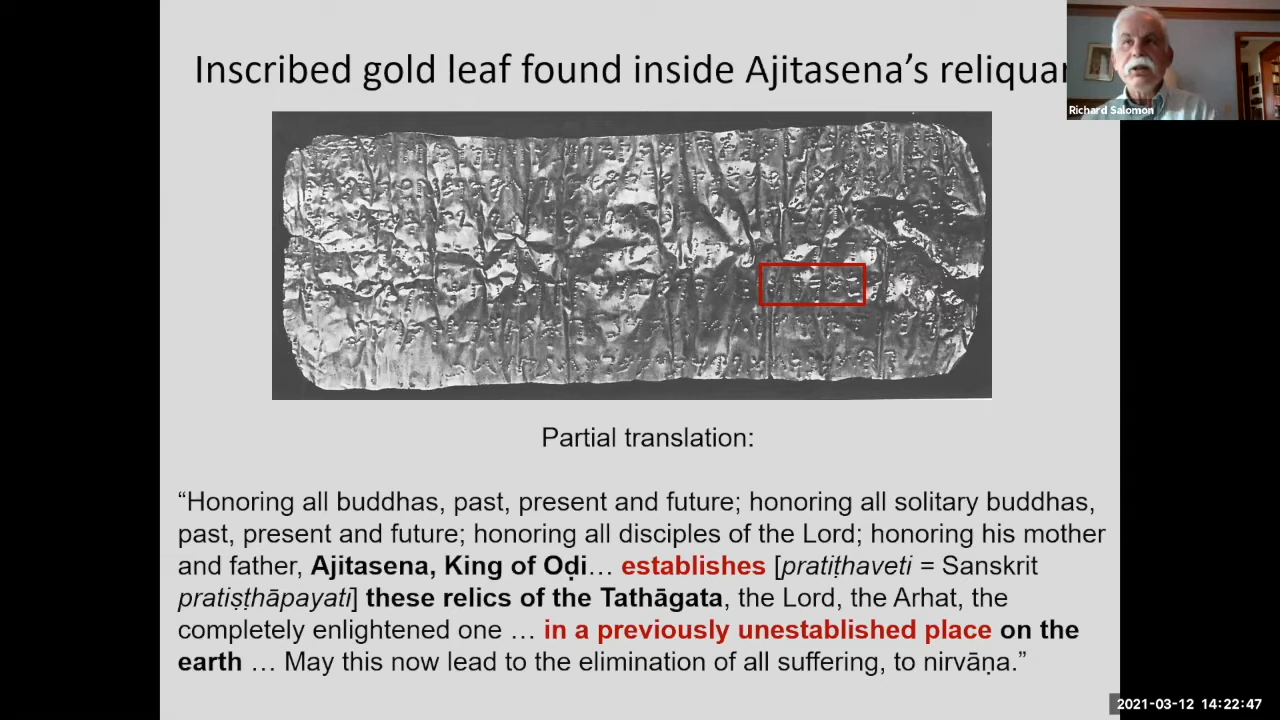 Inscribed gold leaf found inside Ajitasena’s reliquar
Richard Salomon
Partial translation:
“Honoring all buddhas, past, present and future; honoring all solitary buddhas,
past, present and future; honoring all disciples of the Lord; honoring his mother
and father, Ajitasena, King of Oḍi… establishes [pratiṭhaveti = Sanskrit
pratiṣṭhāpayati] these relics of the Tathāgata, the Lord, the Arhat, the
completely enlightened one … in a previously unestablished place on the
earth … May this now lead to the elimination of all suffering, to nirvāṇa.”
2021-03-12 14:22:47